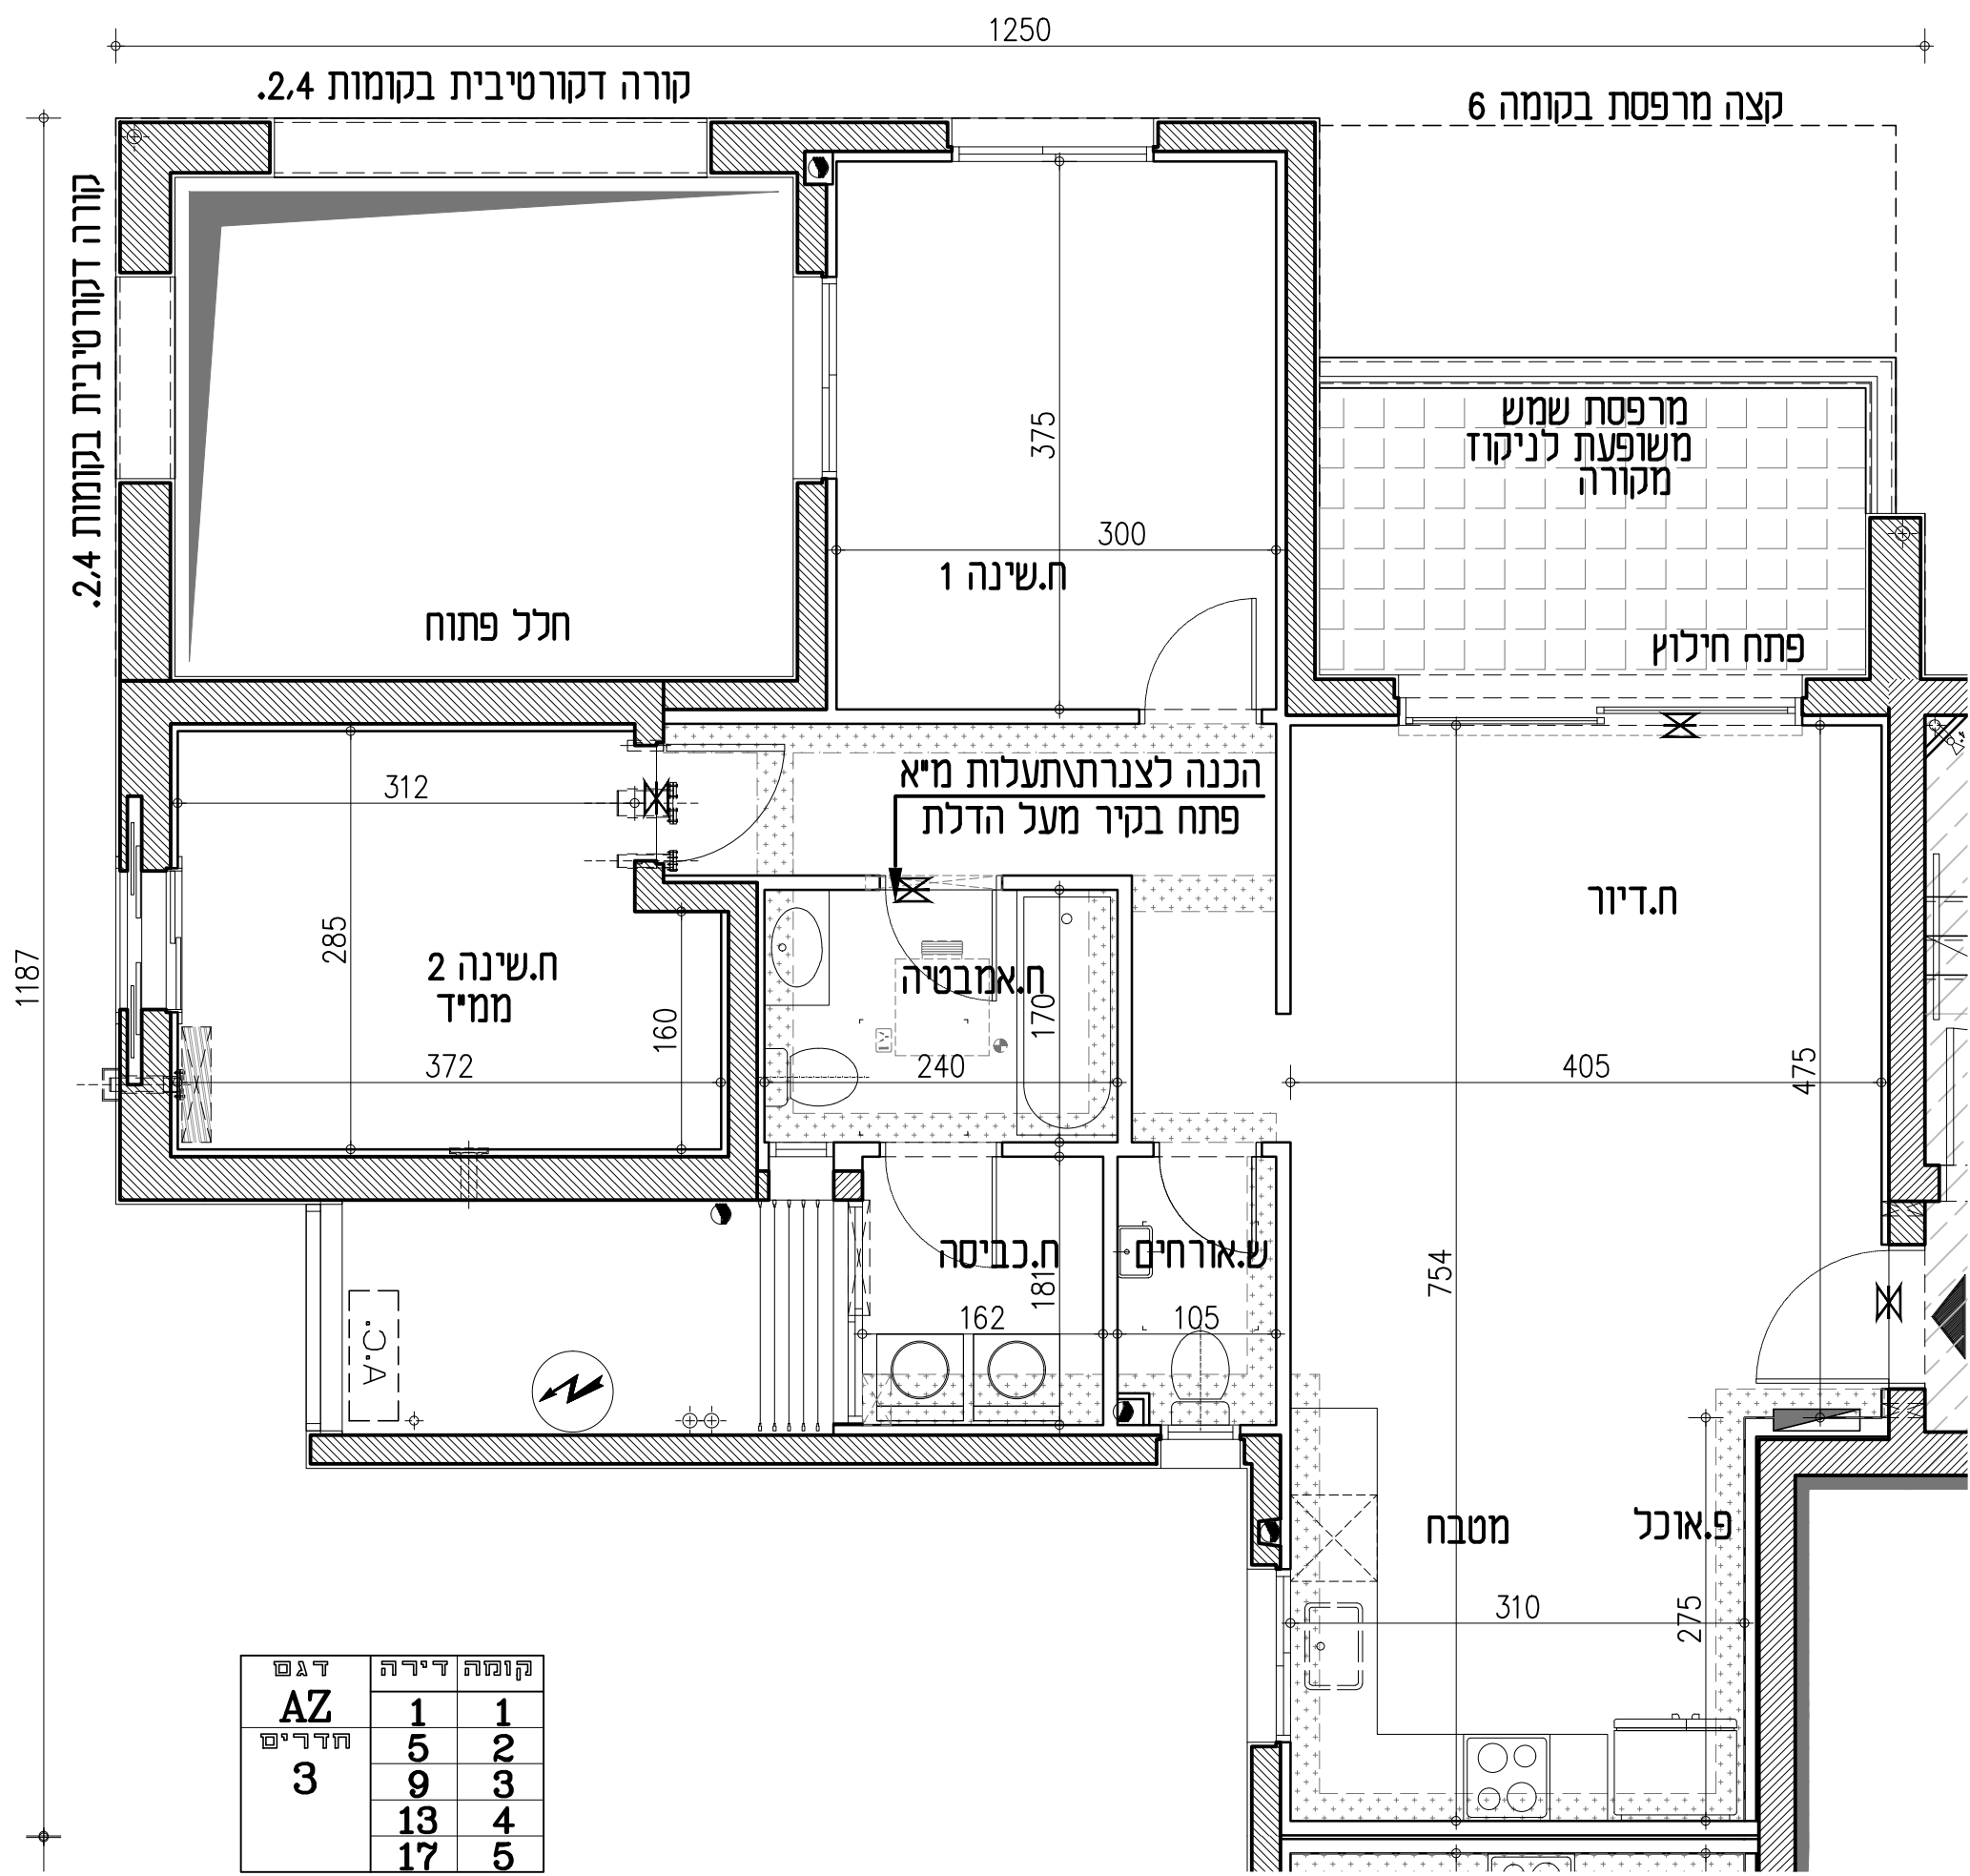 1250
קורה דקורטיבית בקומות 2,4.
קצה מרפסת בקומה 6
קורה דקורטיבית בקומות 2,4.
1187
מרפסת שמש
משופעת לניקוז
מקורה
פתח חילוץ
375
300
ח.שינה 1
חלל פתוח
הכנה לצנרת\תעלות מ"א
פתח בקיר מעל הדלת
312
285
ח.שינה 2
ממ"ד
160
372
ח.אמבטיה
170
240
ח.דיור
405
475
754
ח.כביסה
181
162
ש.אורחים
105
A.C.
מטבח
פ.אוכל
310
275
קומה דירה דגם
AZ
חדרים
3
1 1
2 5
3 9
4 13
5 17